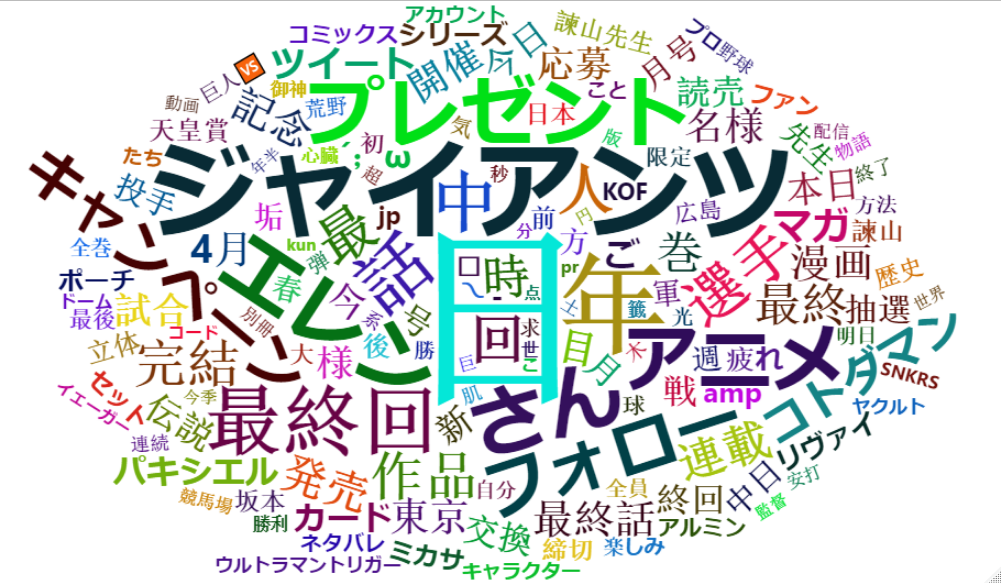 アカウント
コミックス
シリーズ
諫山先生
プロ野球
巨人
VS
ツイート
開催
今日
応募
月号
動画
御神
荒野
プレゼント
日本
こと
読売
ファン
天皇賞
記念
初
気
版
名様
先生
配信
物語
年半
心臓
´;ω
超
秒
限定
終了
たち
投手
ジャイアンツ
キャンペーン
垢
jp
中
人
KOF
円
広島
本日
方法
4月
最
話
前
分
方
ご
巻
選手
マガ
諫山
全巻
kun
弾
エレン
日
口
時
pr
年
軍
漫画
歴史
ポーチ
春
今
号
〜
点
土
籤
光
最終
抽選
世界
ドーム
最後
試合
別冊
系
回
求
世
こ
目
木
週
疲れ
明日
コード
立体
大
様
後
勝
巨
月
アニメ
ダマン
SNKRS
完結
セット
今季
肌
さん
球
戦
amp
コト
ヤクルト
イェーガー
伝説
最終回
新
フォロー
連載
リヴァイ
連続
パキシエル
発売
作品
自分
全員
終回
中日
安打
競馬場
坂本
カード
東京
交換
最終話
アルミン
監督
勝利
ネタバレ
ミカサ
締切
楽しみ
ウルトラマントリガー
キャラクター